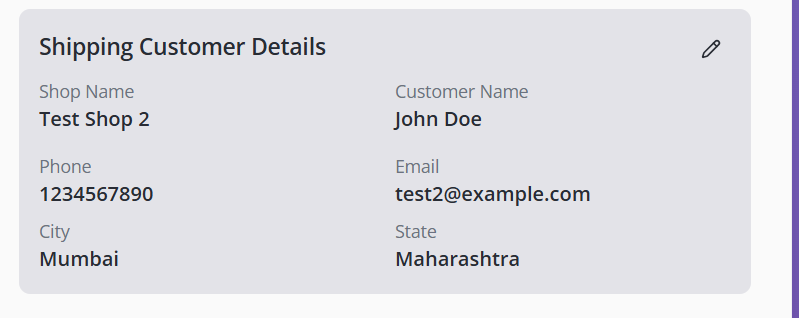 Shipping Customer Details
Shop Name
Customer Name
Test Shop 2
John Doe
Phone
Email
1234567890
test2@example.com
City
State
Mumbai
Maharashtra